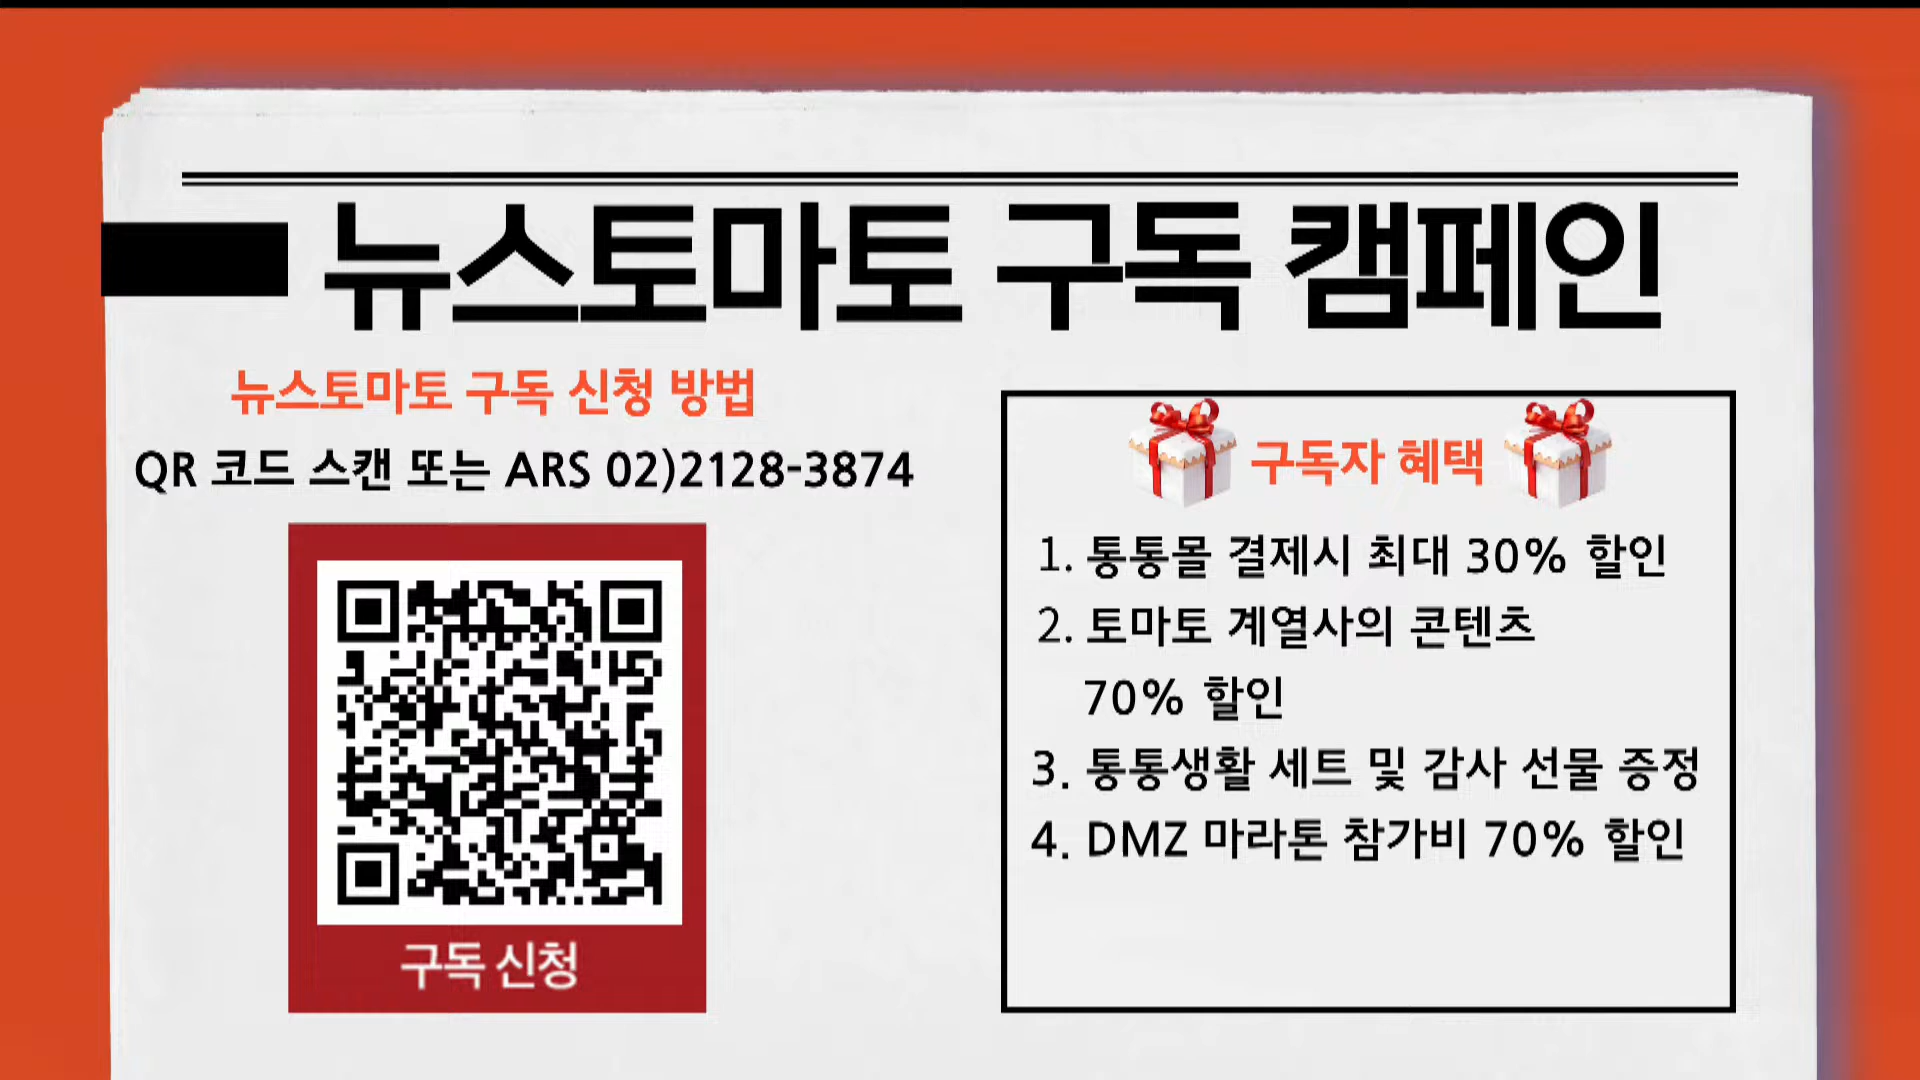 뉴스토마토 구독 캠페인
뉴스토마토 구독 신청 방법
QR 코드 스캔 또는 ARS 02)2128-3874
구독 신청
구독자 혜택
1. 통통몰 결제시 최대 30% 할인
2. 토마토 계열사의 콘텐츠
70% 할인
3. 통통생활 세트 및 감사 선물 증정
4. DMZ 마라톤 참가비 70% 할인